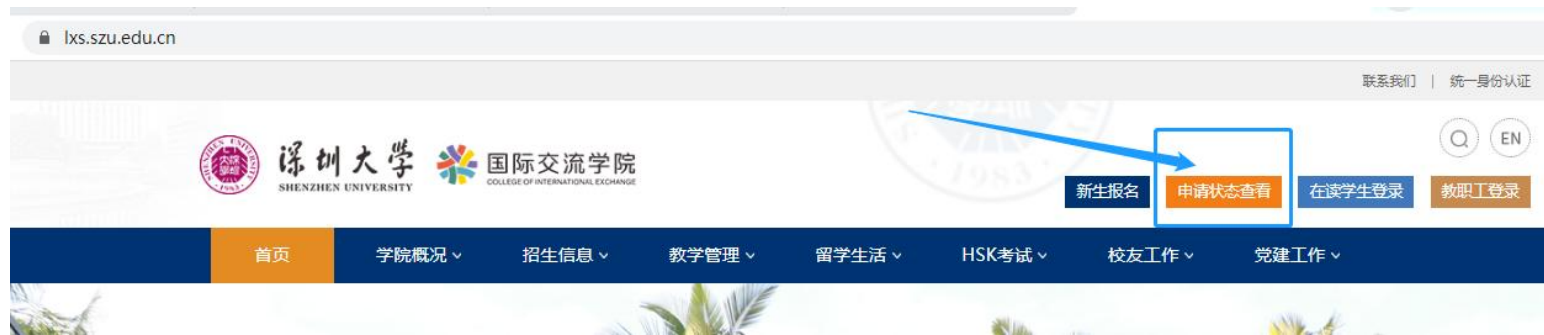 lxs.szu.edu.cn
联系我们 | 统一身份认证
深圳大学
SHENZHEN UNIVERSITY
国际交流学院
COLLEGE OF INTERNATIONAL EXCHANGE
EN
新生报名 申请状态查看 在读学生登录 教职工登录
首页 学院概况 招生信息 教学管理 留学生活 HSK考试 校友工作 党建工作
1983